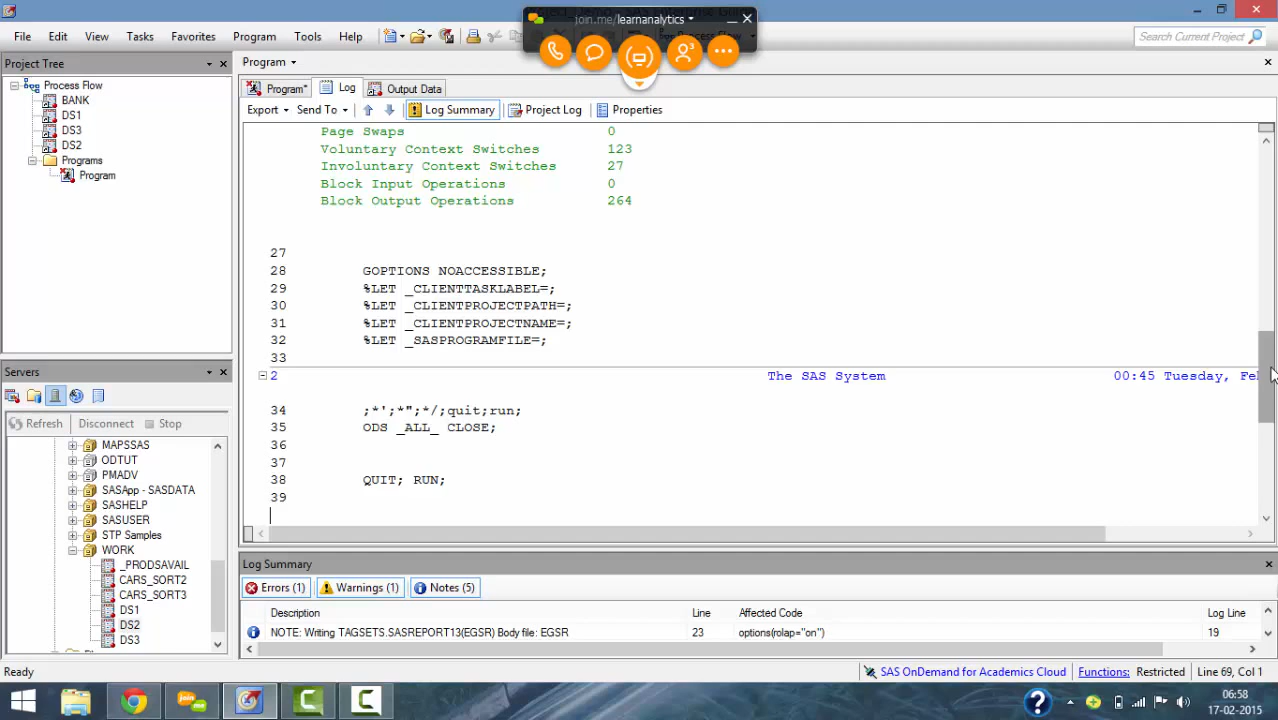 join.me/learnanalytics
File Edit View Tasks Favorites Program Tools Help
Search Current Project
Project Tree
Process Flow
BANK
DS1
DS3
DS2
Programs
Program
Program
Program* Log Output Data
Export Send To Log Summary Project Log Properties
Page Swaps 0
Voluntary Context Switches 123
Involuntary Context Switches 27
Block Input Operations 0
Block Output Operations 264
27
28 GOPTIONS NOACCESSIBLE;
29 %LET _CLIENTTASKLABEL=;
30 %LET _CLIENTPROJECTPATH=;
31 %LET _CLIENTPROJECTNAME=;
32 %LET _SASPROGRAMFILE=;
33
2 The SAS System 00:45 Tuesday, Fe
34 ;*';*";*/;quit;run;
35 ODS _ALL_ CLOSE;
36
37
38 QUIT; RUN;
39
Servers
Refresh Disconnect Stop
MAPSSAS
ODTUT
PMADV
SASApp - SASDATA
SASHELP
SASUSER
STP Samples
WORK
_PRODSAVAIL
CARS_SORT2
CARS_SORT3
DS1
DS2
DS3
Log Summary
Errors (1) Warnings (1) Notes (5)
Description Line Affected Code Log Line
NOTE: Writing TAGSETS.SASREPORT13(EGSR) Body file: EGSR 23 options(rolap="on") 19
Ready
SAS OnDemand for Academics Cloud Functions: Restricted Line 69, Col 1
06:58
17-02-2015